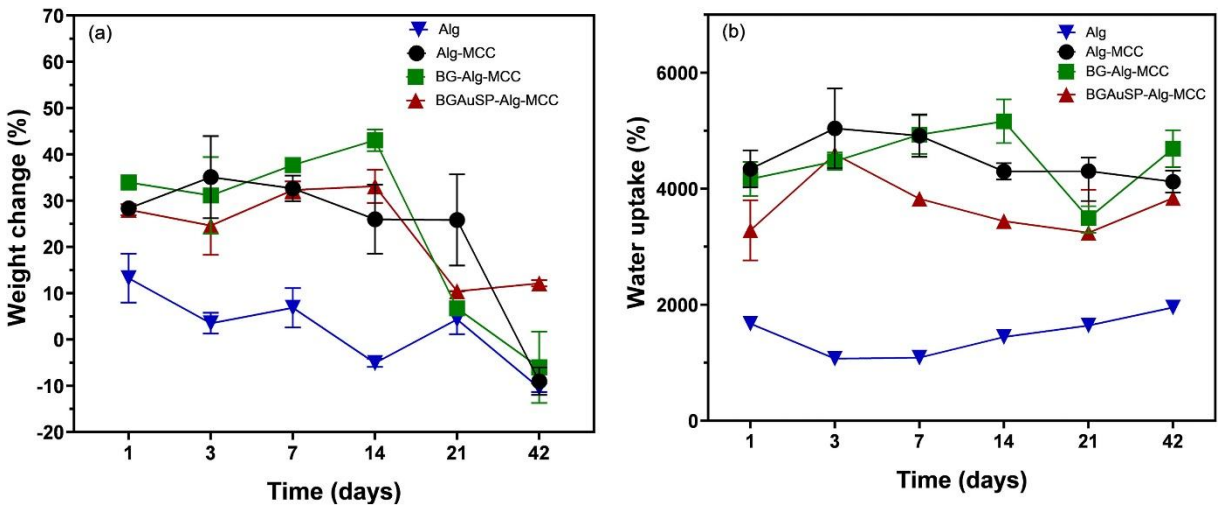 (a)
Alg
Alg-MCC
BG-Alg-MCC
BGAuSP-Alg-MCC
Weight change (%)
70
60
50
40
30
20
10
0
-10
-20
1 3 7 14 21 42
Time (days)
(b)
Alg
Alg-MCC
BG-Alg-MCC
BGAuSP-Alg-MCC
Water uptake (%)
6000
4000
2000
0
1 3 7 14 21 42
Time (days)